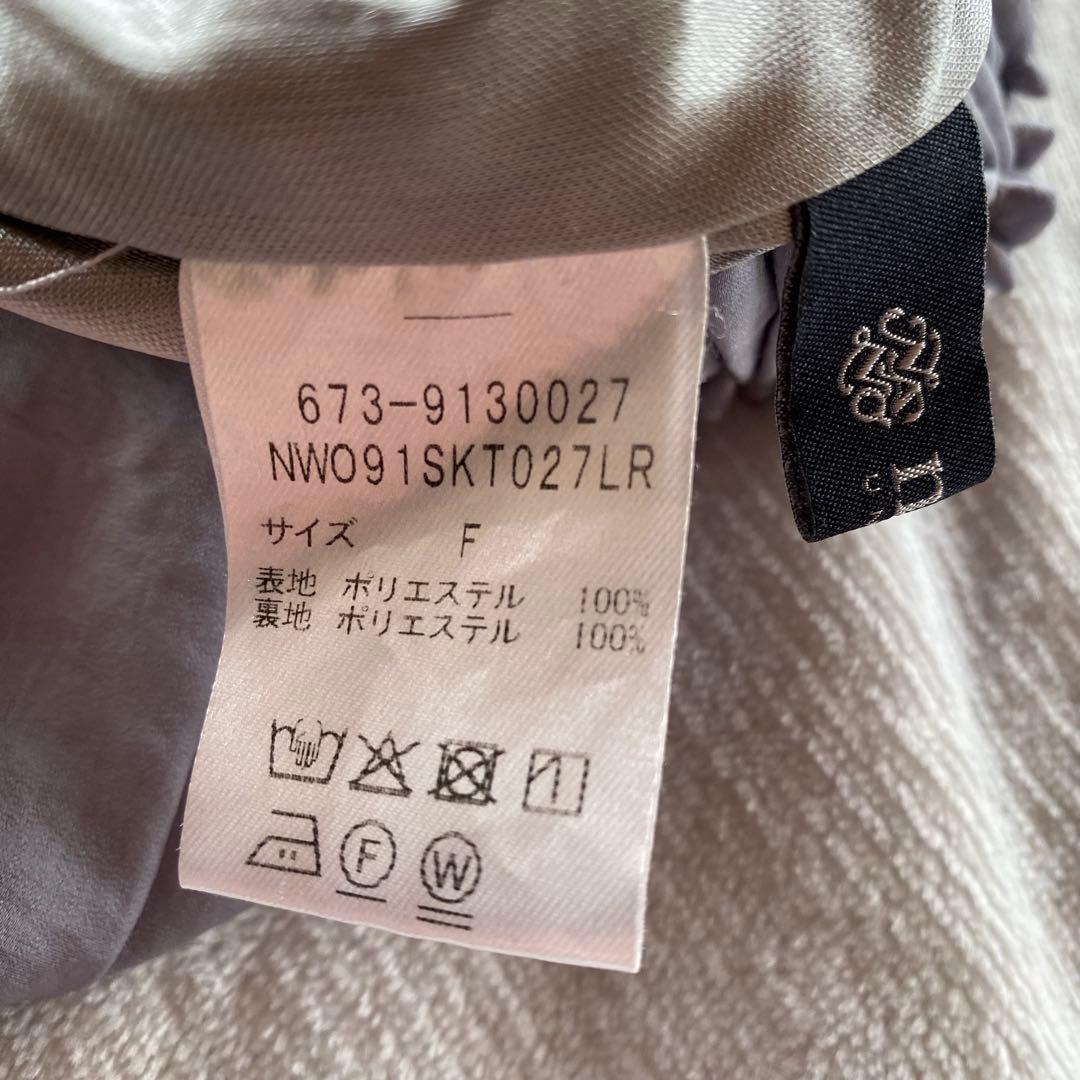 673-9130027
NW091SKT027LR
サイズ F
表地 ポリエステル 100%
裏地 ポリエステル 100%
F
W